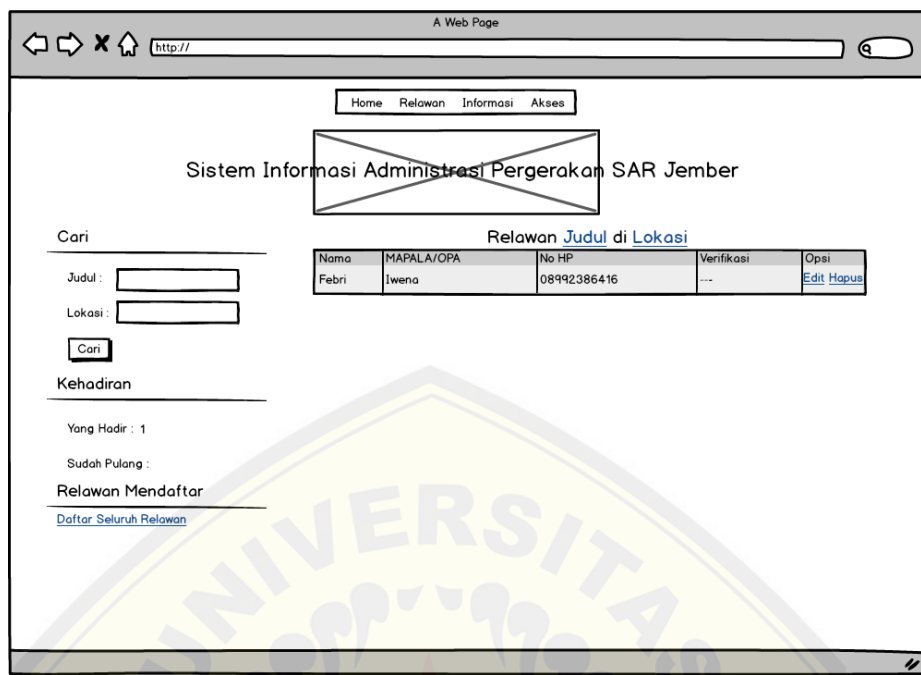 A Web Page
http://
Home Relawan Informasi Akses
Sistem Informasi Administrasi Pergerakan SAR Jember
Cari
Judul :
Lokasi :
Cari
Kehadiran
Yang Hadir : 1
Sudah Pulang :
Relawan Mendaftar
Daftar Seluruh Relawan
Relawan Judul di Lokasi
Nama MAPALA/OPA No HP Verifikasi Opsi
Febri Iwena 08992386416 --- Edit Hapus
UNIVERSITAS